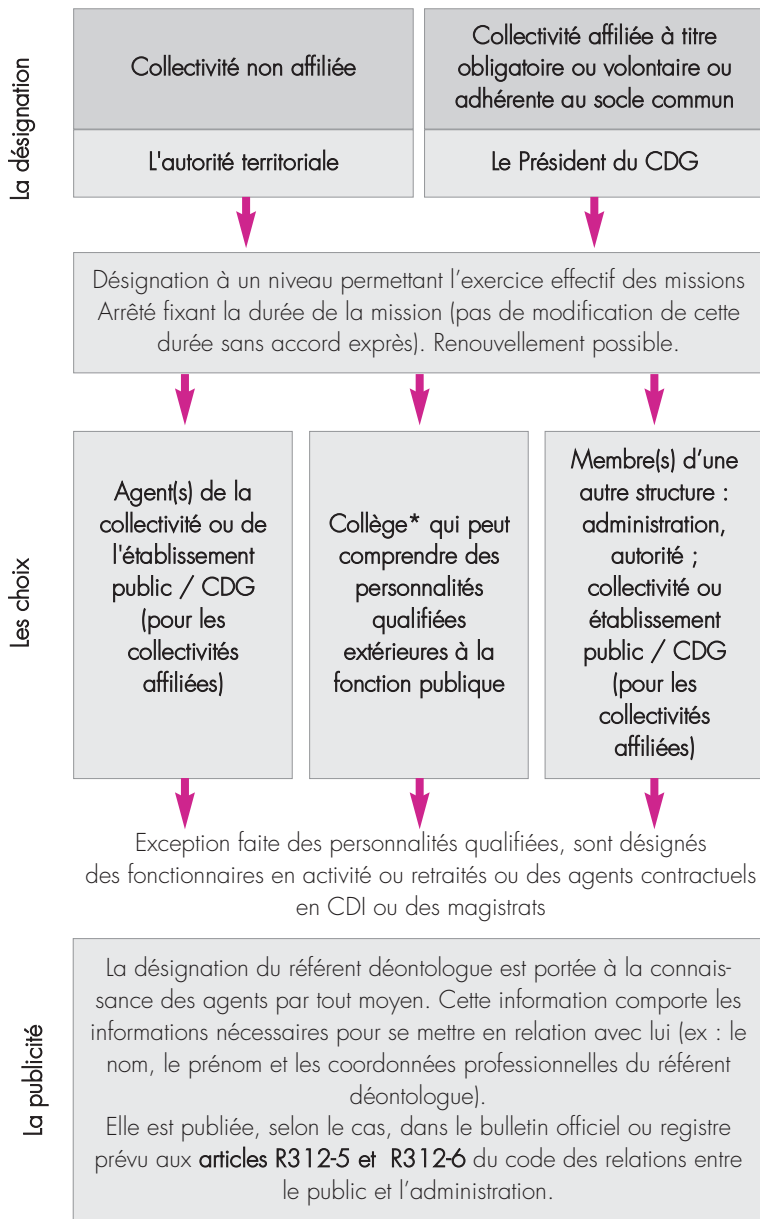 La désignation
Collectivité non affiliée
Collectivité affiliée à titre
obligatoire ou volontaire ou
adhérente au socle commun
L'autorité territoriale
Le Président du CDG
Désignation à un niveau permettant l’exercice effectif des missions
Arrêté fixant la durée de la mission (pas de modification de cette
durée sans accord exprès). Renouvellement possible.
Les choix
Agent(s) de la
collectivité ou de
l'établissement
public / CDG
(pour les
collectivités
affiliées)
Collège* qui peut
comprendre des
personnalités
qualifiées
extérieures à la
fonction publique
Membre(s) d’une
autre structure :
administration,
autorité ;
collectivité ou
établissement
public / CDG
(pour les
collectivités
affiliées)
Exception faite des personnalités qualifiées, sont désignés
des fonctionnaires en activité ou retraités ou des agents contractuels
en CDI ou des magistrats
La publicité
La désignation du référent déontologue est portée à la connais-
sance des agents par tout moyen. Cette information comporte les
informations nécessaires pour se mettre en relation avec lui (ex : le
nom, le prénom et les coordonnées professionnelles du référent
déontologue).
Elle est publiée, selon le cas, dans le bulletin officiel ou registre
prévu aux articles R312-5 et R312-6 du code des relations entre
le public et l’administration.